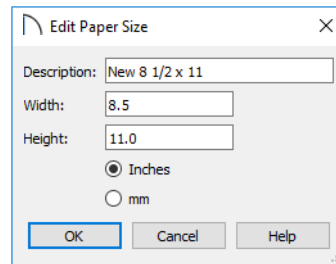 Edit Paper Size
Description: New 8 1/2 x 11
Width: 8.5
Height: 11.0
Inches
mm
OK Cancel Help